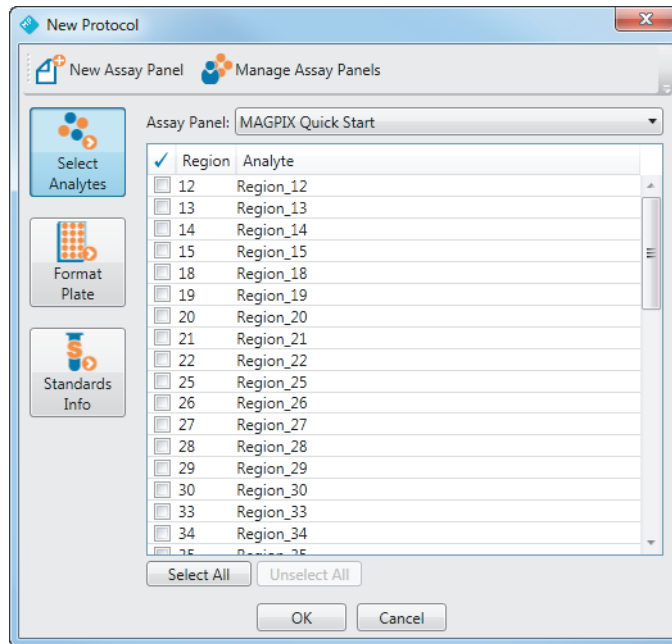 New Protocol
New Assay Panel Manage Assay Panels
Select
Analytes
Format
Plate
Standards
Info
Assay Panel: MAGPIX Quick Start
Region Analyte
12 Region_12
13 Region_13
14 Region_14
15 Region_15
18 Region_18
19 Region_19
20 Region_20
21 Region_21
22 Region_22
25 Region_25
26 Region_26
27 Region_27
28 Region_28
29 Region_29
30 Region_30
33 Region_33
34 Region_34
35 Region_35
Select All Unselect All
OK Cancel